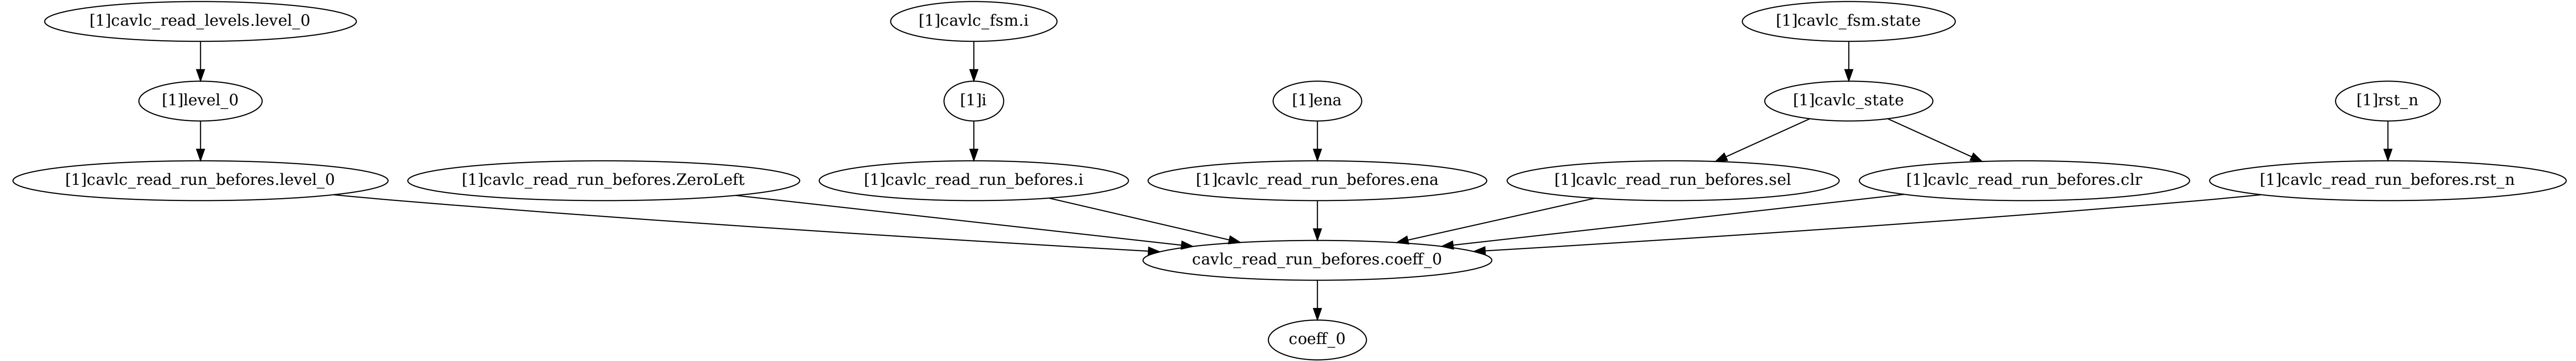 [1]cavlc_read_levels.level_0
[1]cavlc_fsm.i
[1]cavlc_fsm.state
[1]level_0
[1]i
[1]ena
[1]cavlc_state
[1]rst_n
[1]cavlc_read_run_befores.level_0
[1]cavlc_read_run_befores.ZeroLeft
[1]cavlc_read_run_befores.i
[1]cavlc_read_run_befores.ena
[1]cavlc_read_run_befores.sel
[1]cavlc_read_run_befores.clr
[1]cavlc_read_run_befores.rst_n
cavlc_read_run_befores.coeff_0
coeff_0